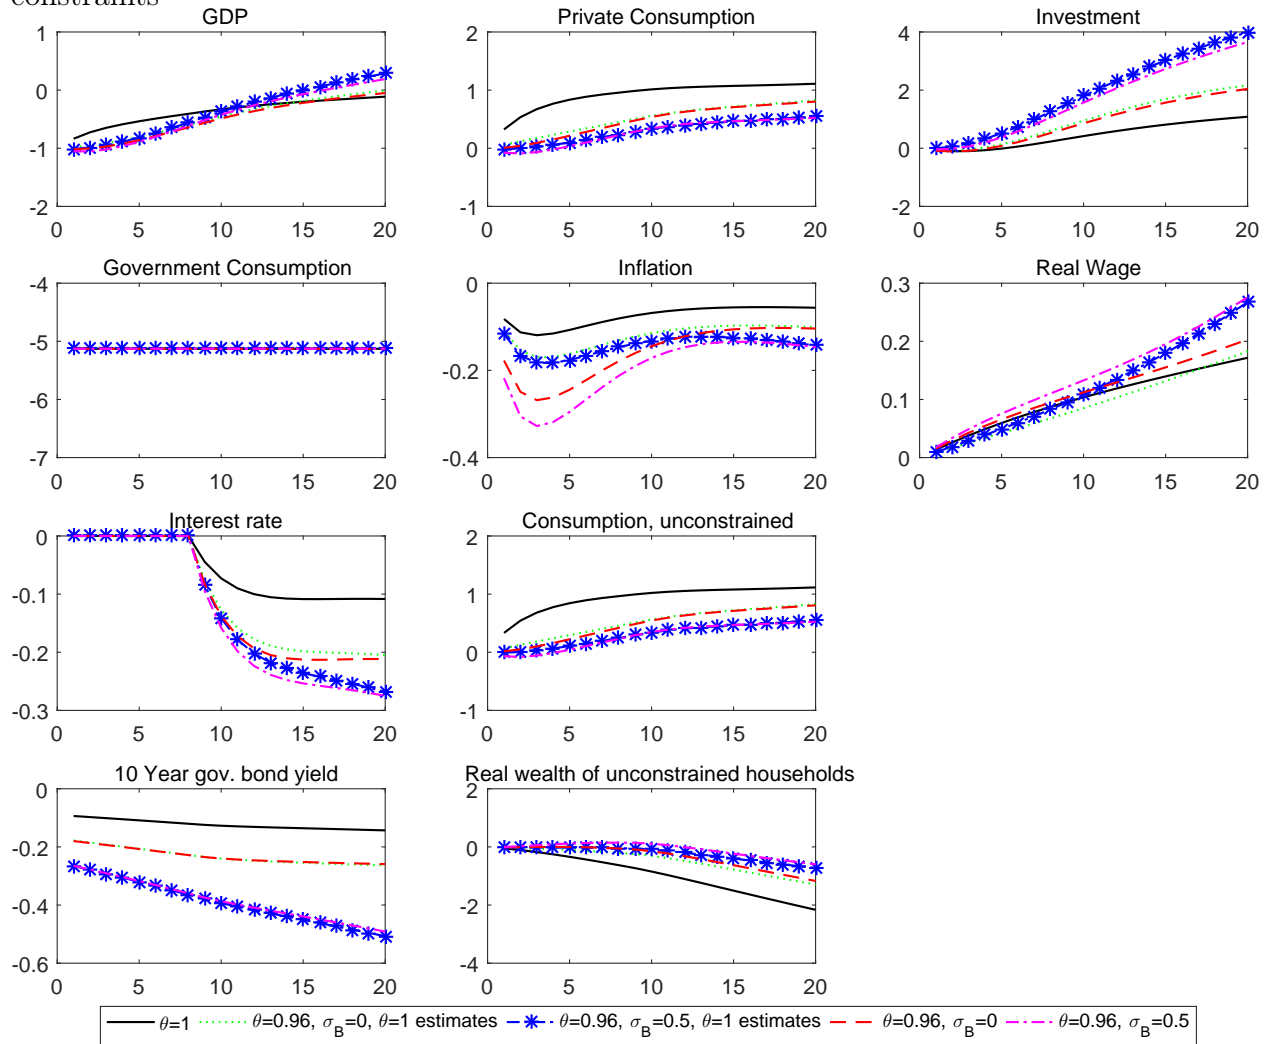 constraints
GDP
1
0
-1
-2
0 5 10 15 20
Private Consumption
2
1
0
-1
0 5 10 15 20
Investment
4
2
0
-2
0 5 10 15 20
Government Consumption
-4
-5
-6
-7
0 5 10 15 20
Inflation
0
-0.2
-0.4
0 5 10 15 20
Real Wage
0.3
0.2
0.1
0
0 5 10 15 20
Interest rate
0
-0.1
-0.2
-0.3
0 5 10 15 20
Consumption, unconstrained
2
1
0
-1
0 5 10 15 20
10 Year gov. bond yield
0
-0.2
-0.4
-0.6
0 5 10 15 20
Real wealth of unconstrained households
2
0
-2
-4
0 5 10 15 20
θ=1 θ=0.96, σ_B=0, θ=1 estimates θ=0.96, σ_B=0.5, θ=1 estimates θ=0.96, σ_B=0 θ=0.96, σ_B=0.5